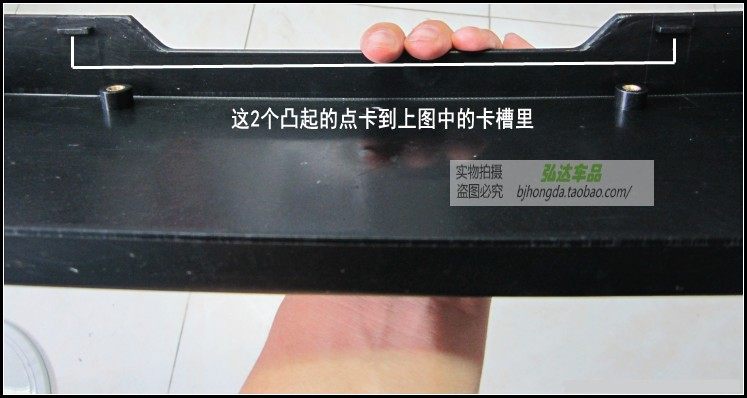 这2个凸起的点卡到上图中的卡槽里
实物拍摄
盗图必究
弘达车品
bjhongda.taobao.com/